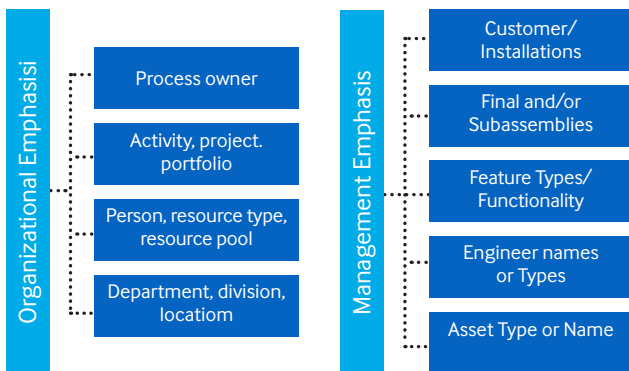 Organizational Emphasisi
Process owner
Activity, project.
portfolio
Person, resource type,
resource pool
Department, division,
locatiom
Management Emphasis
Customer/
Installations
Final and/or
Subassemblies
Feature Types/
Functionality
Engineer names
or Types
Asset Type or Name